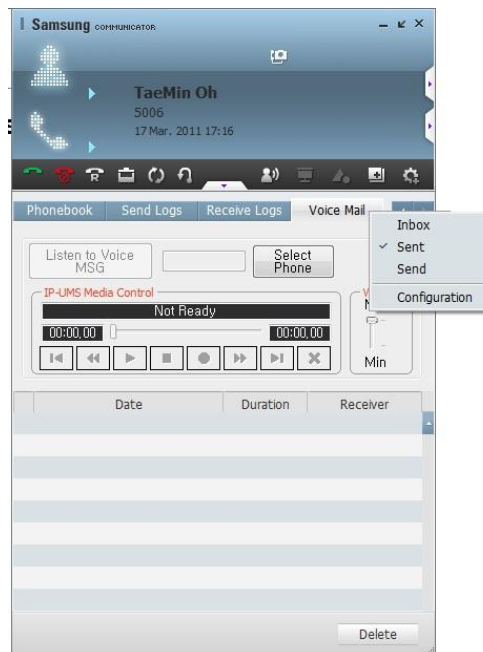 Samsung COMMUNICATOR
TaeMin Oh
5006
17 Mar. 2011 17:16
R
Phonebook Send Logs Receive Logs Voice Mail
Inbox
Sent
Send
Configuration
Listen to Voice
MSG
Select
Phone
IP-UMS Media Control
Not Ready
00:00,00 00:00,00
Min
Date Duration Receiver
Delete